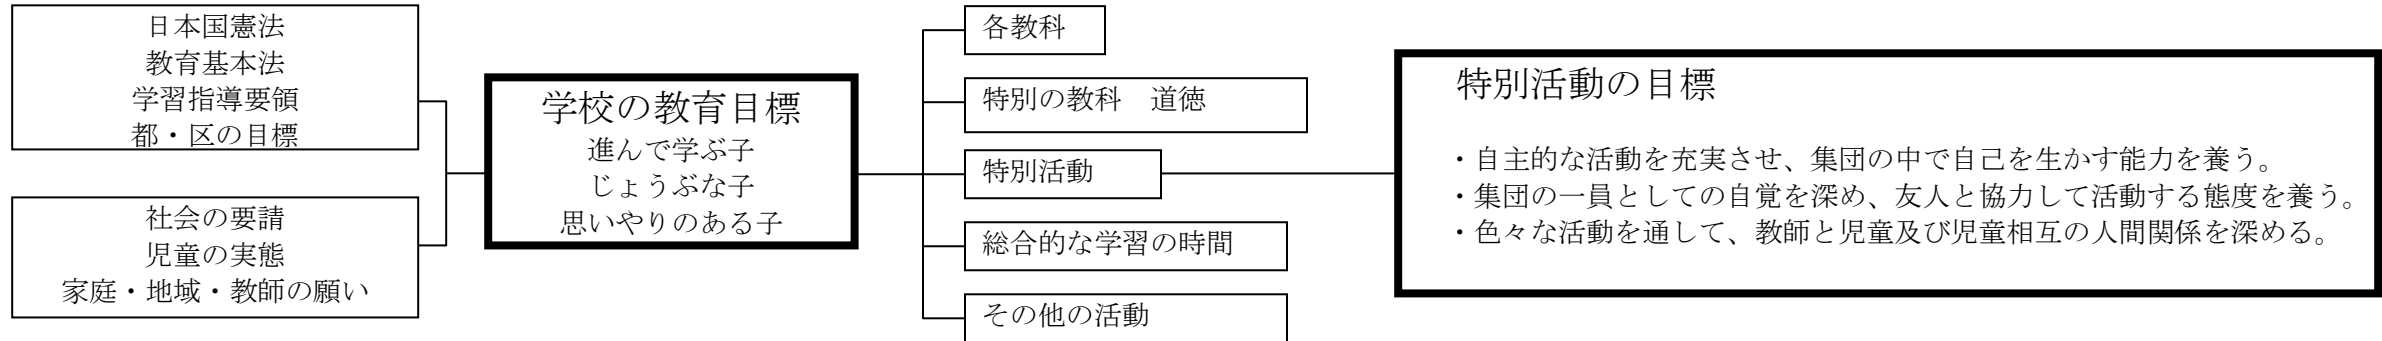 日本国憲法
教育基本法
学習指導要領
都・区の目標
社会の要請
児童の実態
家庭・地域・教師の願い
学校の教育目標
進んで学ぶ子
じょうぶな子
思いやりのある子
各教科
特別の教科　道徳
特別活動
総合的な学習の時間
その他の活動
特別活動の目標
・自主的な活動を充実させ、集団の中で自己を生かす能力を養う。
・集団の一員としての自覚を深め、友人と協力して活動する態度を養う。
・色々な活動を通して、教師と児童及び児童相互の人間関係を深める。